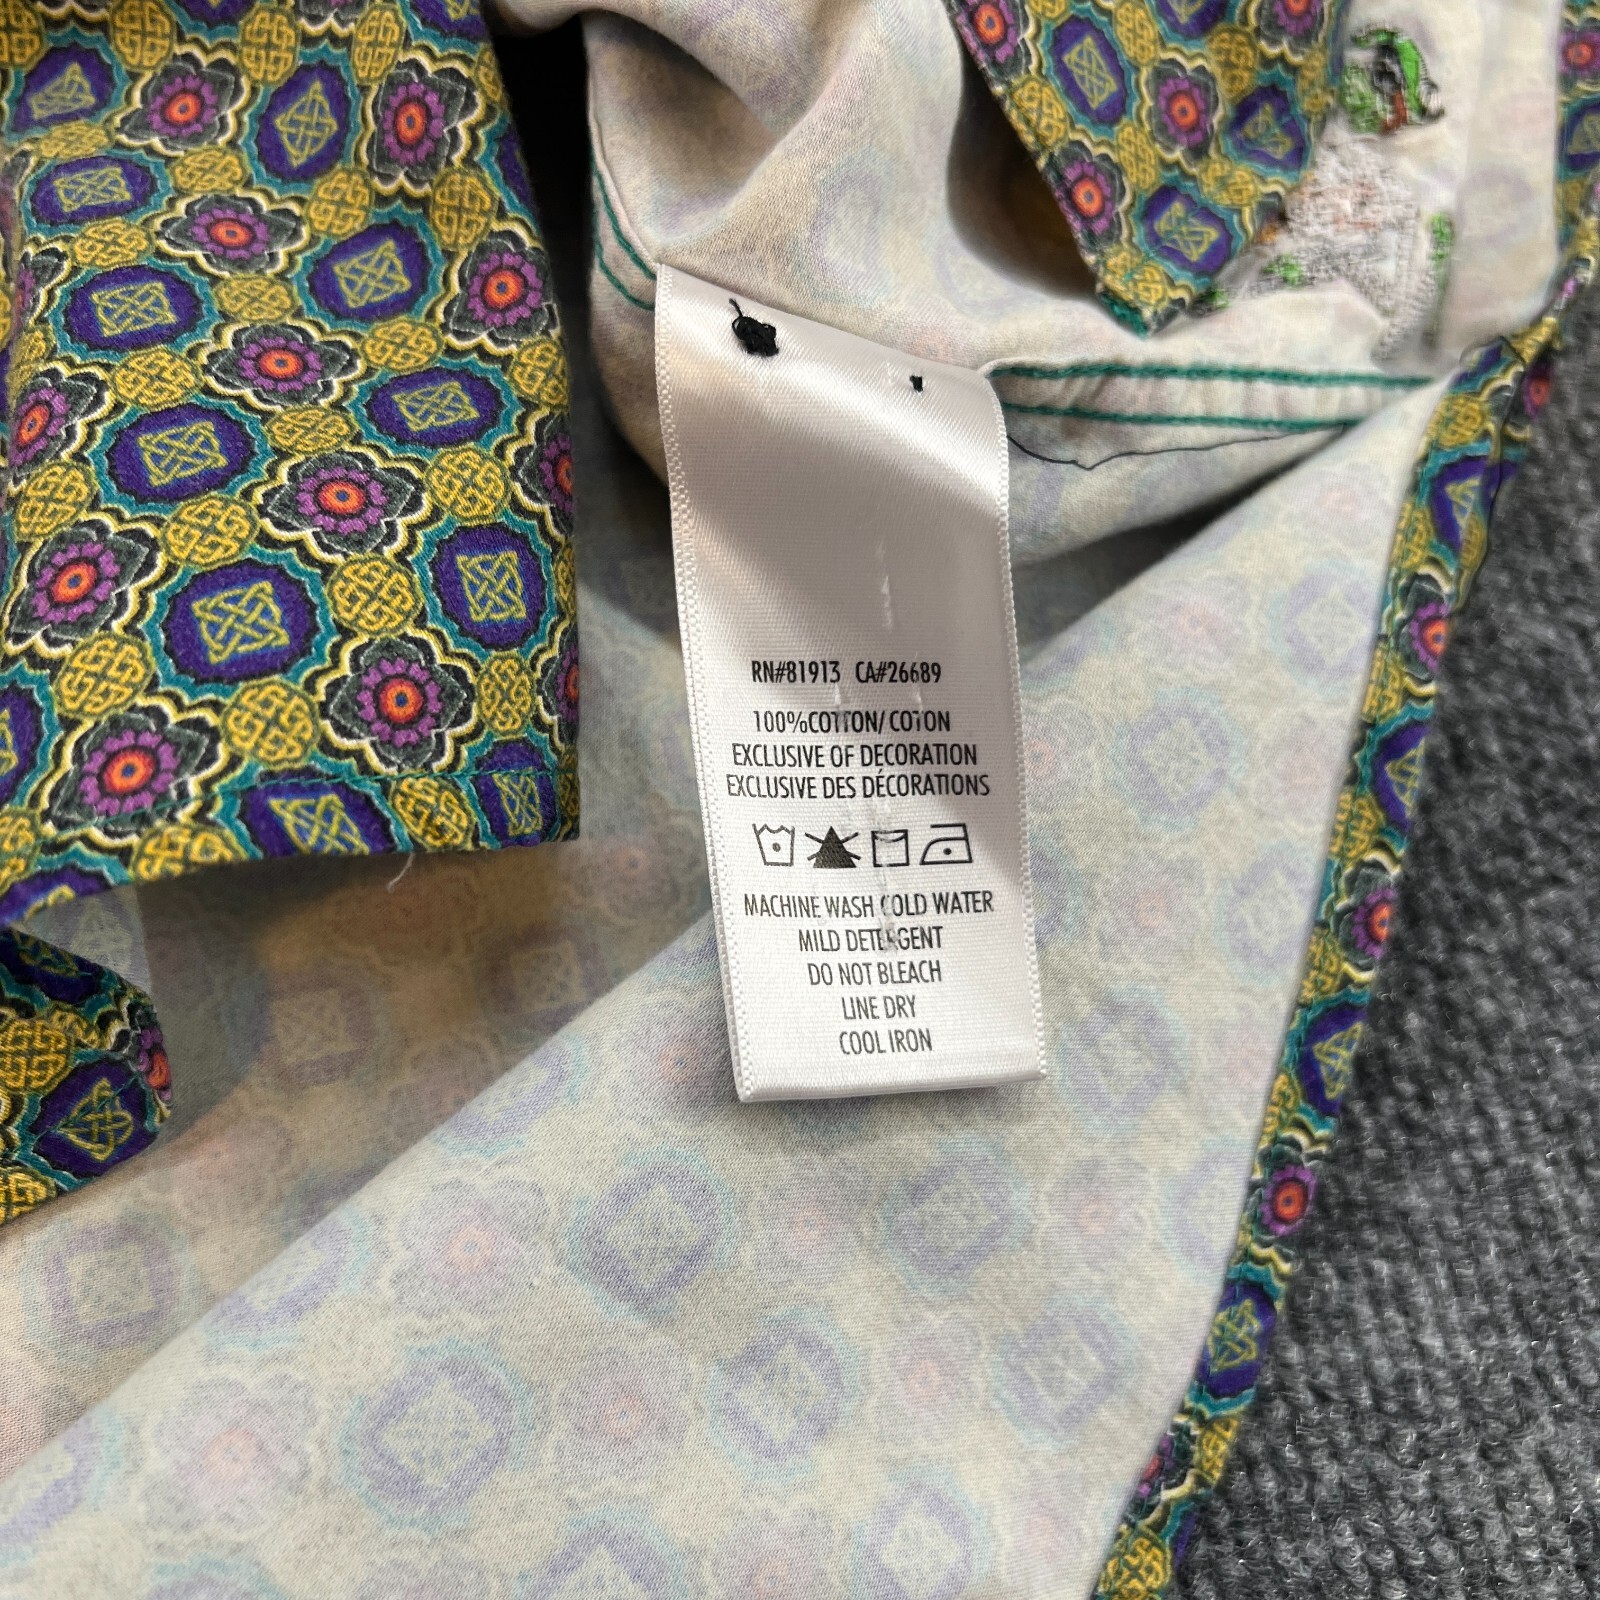 RN#81913 CA#26689
100%COTTON/COTON
EXCLUSIVE OF DECORATION
EXCLUSIVE DES DÉCORATIONS
MACHINE WASH COLD WATER
MILD DETERGENT
DO NOT BLEACH
LINE DRY
COOL IRON